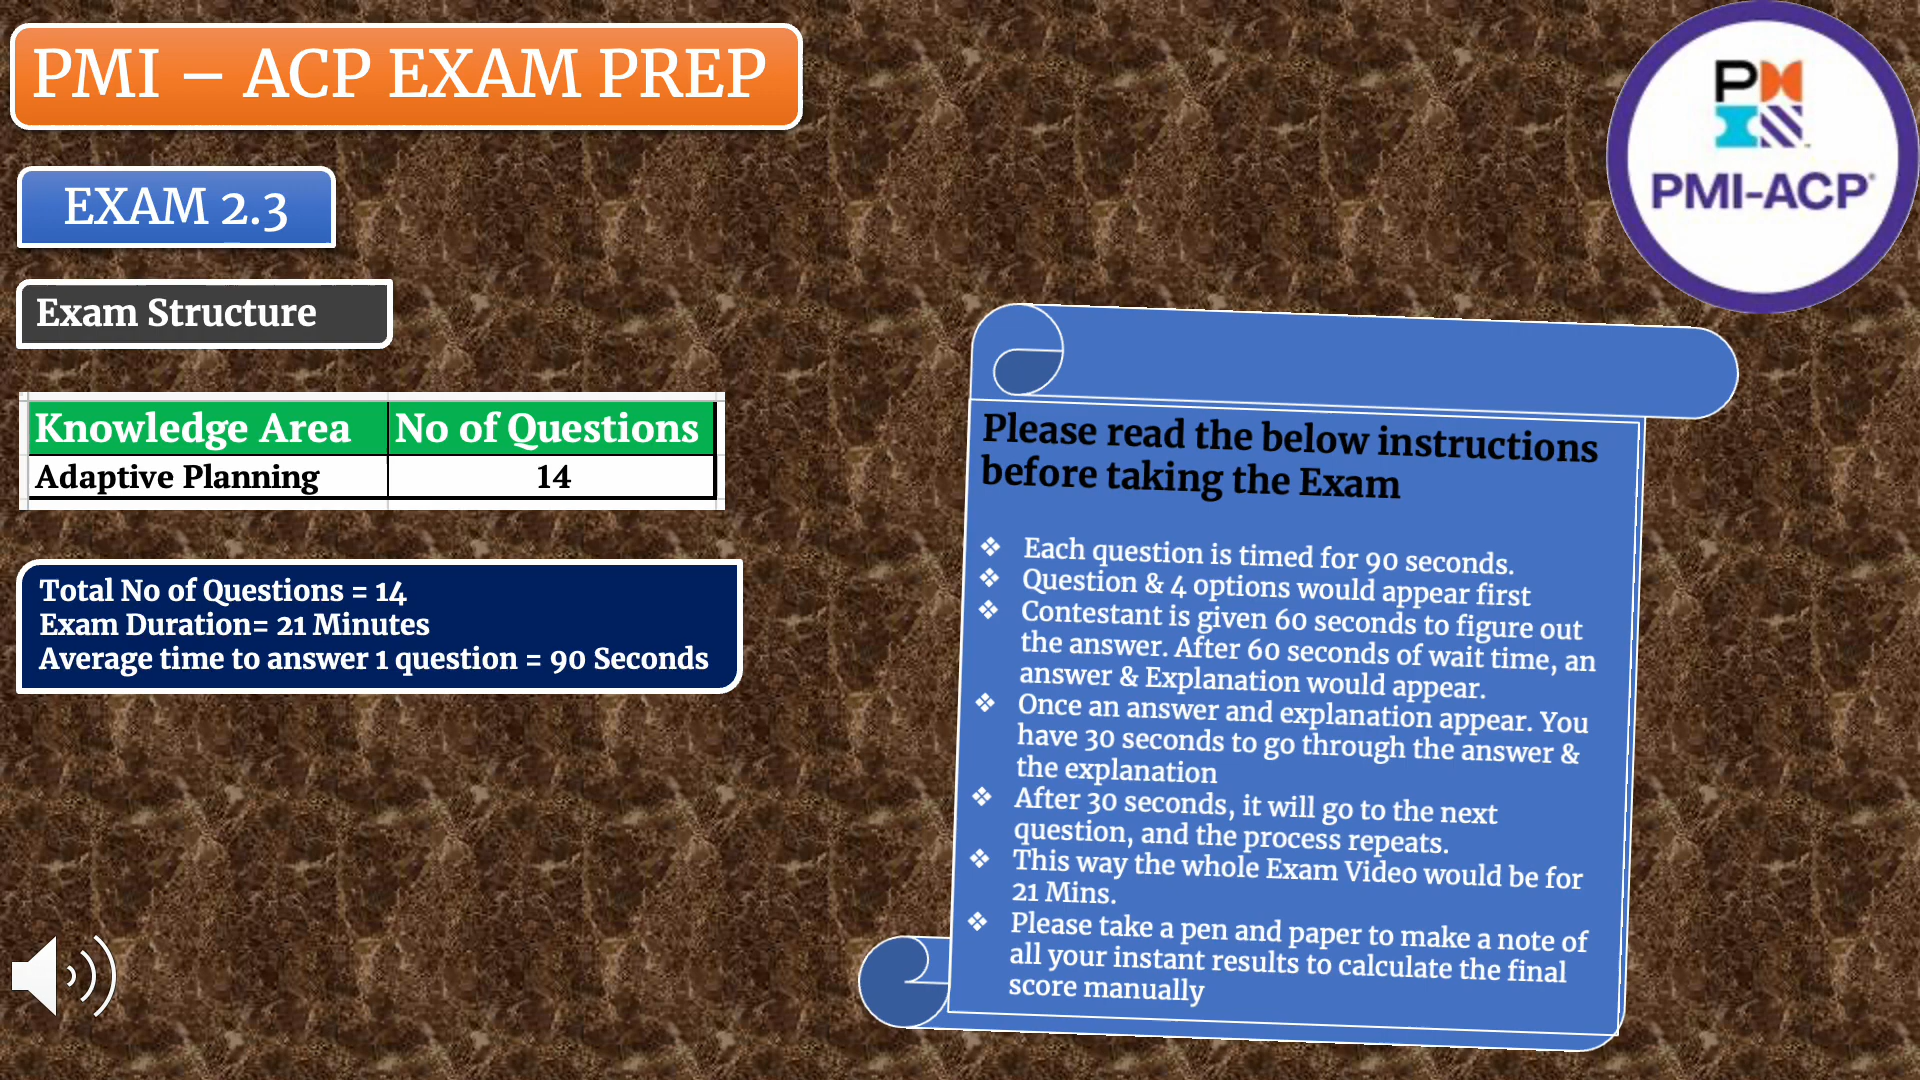 PMI – ACP EXAM PREP
EXAM 2.3
Exam Structure
Knowledge Area No of Questions
Adaptive Planning 14
Total No of Questions = 14
Exam Duration= 21 Minutes
Average time to answer 1 question = 90 Seconds
PMI-ACP®
Please read the below instructions
before taking the Exam
❖ Each question is timed for 90 seconds.
❖ Question & 4 options would appear first
❖ Contestant is given 60 seconds to figure out
the answer. After 60 seconds of wait time, an
answer & Explanation would appear.
❖ Once an answer and explanation appear. You
have 30 seconds to go through the answer &
the explanation
❖ After 30 seconds, it will go to the next
question, and the process repeats.
❖ This way the whole Exam Video would be for
21 Mins.
❖ Please take a pen and paper to make a note of
all your instant results to calculate the final
score manually